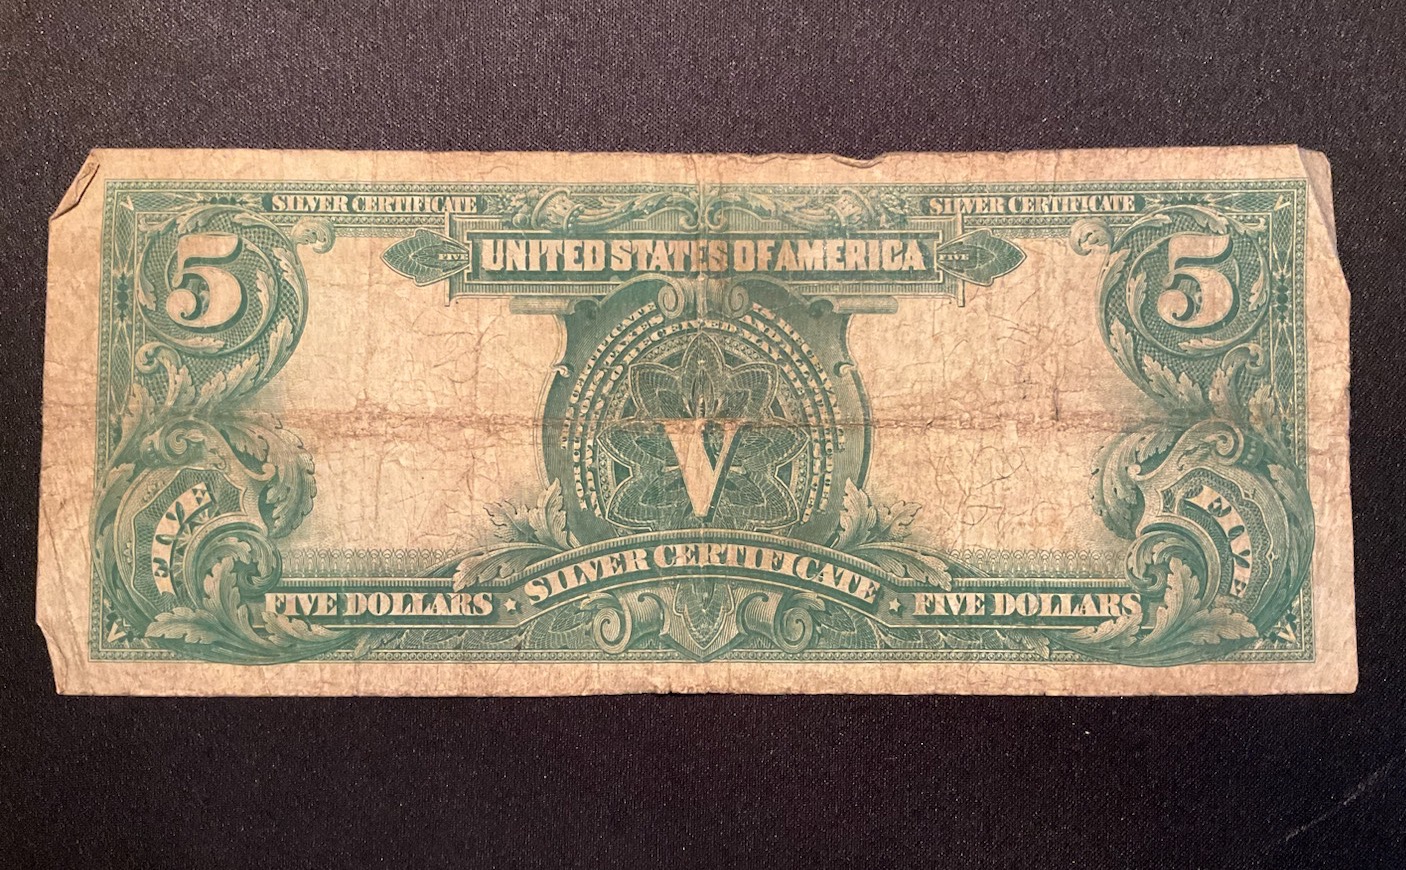 SILVER CERTIFICATE SILVER CERTIFICATE
FIVE UNITED STATES OF AMERICA FIVE
5 5
V
FIVE FIVE
SILVER CERTIFICATE
FIVE DOLLARS FIVE DOLLARS